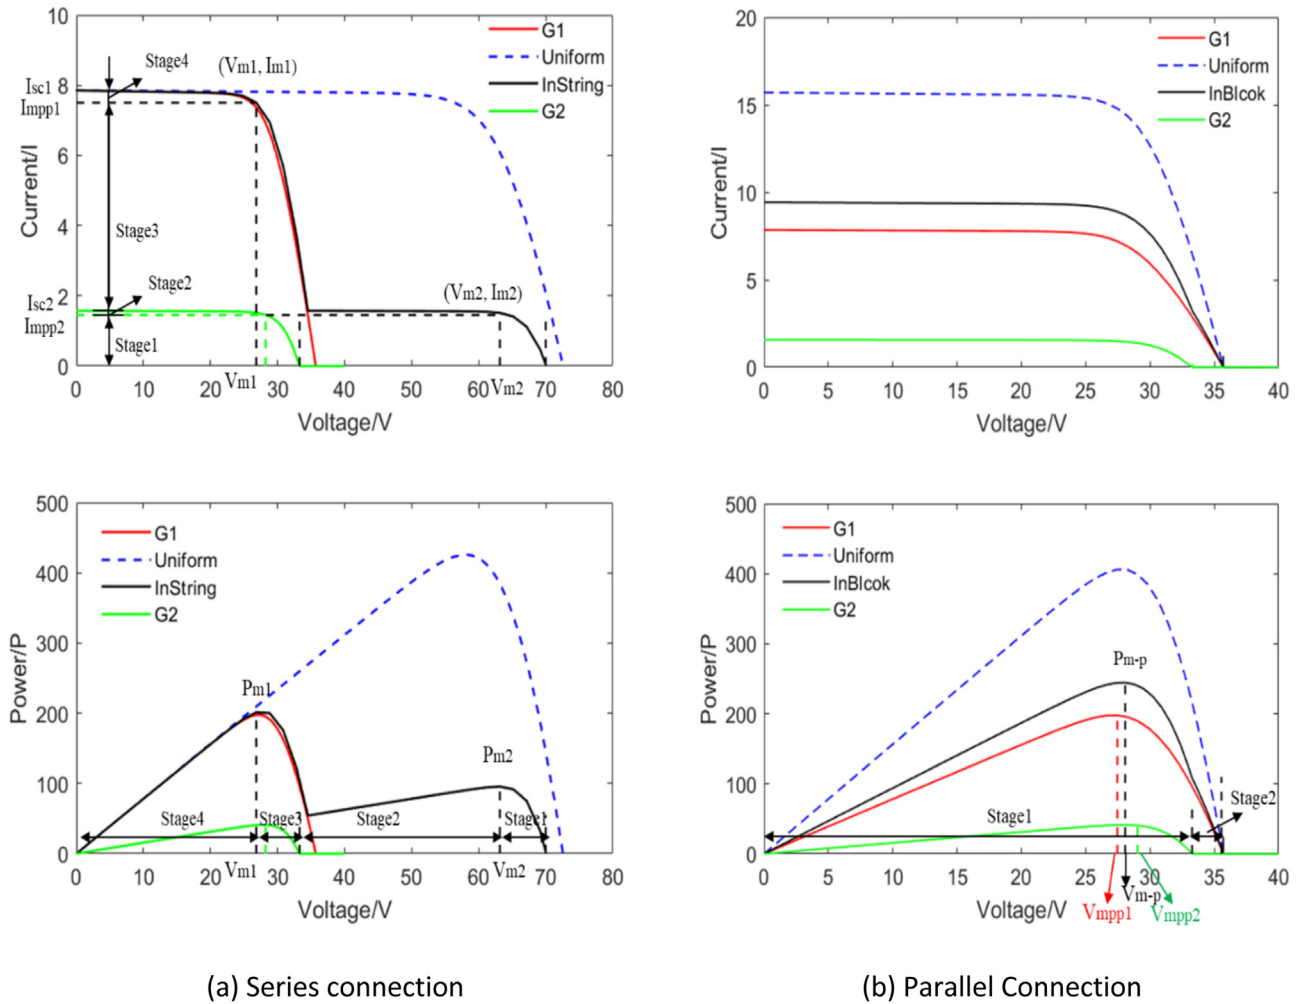 10
8
6
4
2
0
Current/I
Isc1
Impp1
Isc2
Impp2
Stage4
(Vm1, Im1)
Stage3
Stage2
(Vm2, Im2)
Stage1
G1
Uniform
InString
G2
0 10 20 30 40 50 60 70 80
Vm1
Vm2
Voltage/V
20
15
10
5
0
Current/I
G1
Uniform
InBlcok
G2
0 5 10 15 20 25 30 35 40
Voltage/V
500
400
300
200
100
0
Power/P
G1
Uniform
InString
G2
Pm1
Pm2
Stage4 Stage3 Stage2 Stage1
0 10 20 30 40 50 60 70 80
Vm1
Vm2
Voltage/V
500
400
300
200
100
0
Power/P
G1
Uniform
InBlcok
G2
Pm-p
Stage1
Stage2
0 5 10 15 20 25 30 35 40
Voltage/V
Vm-p
Vmpp1
Vmpp2
(a) Series connection
(b) Parallel Connection